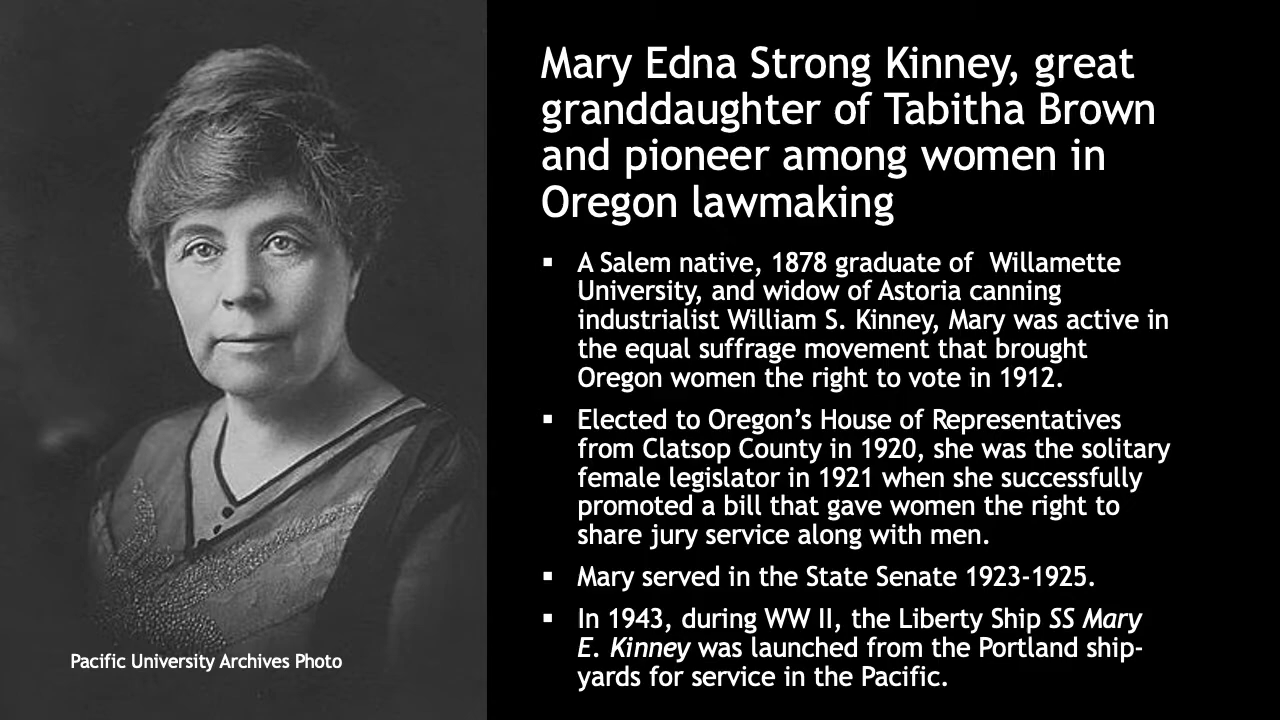 Mary Edna Strong Kinney, great
granddaughter of Tabitha Brown
and pioneer among women in
Oregon lawmaking
▪ A Salem native, 1878 graduate of  Willamette
University, and widow of Astoria canning
industrialist William S. Kinney, Mary was active in
the equal suffrage movement that brought
Oregon women the right to vote in 1912.
▪ Elected to Oregon’s House of Representatives
from Clatsop County in 1920, she was the solitary
female legislator in 1921 when she successfully
promoted a bill that gave women the right to
share jury service along with men.
▪ Mary served in the State Senate 1923-1925.
▪ In 1943, during WW II, the Liberty Ship SS Mary
E. Kinney was launched from the Portland ship-
yards for service in the Pacific.
Pacific University Archives Photo